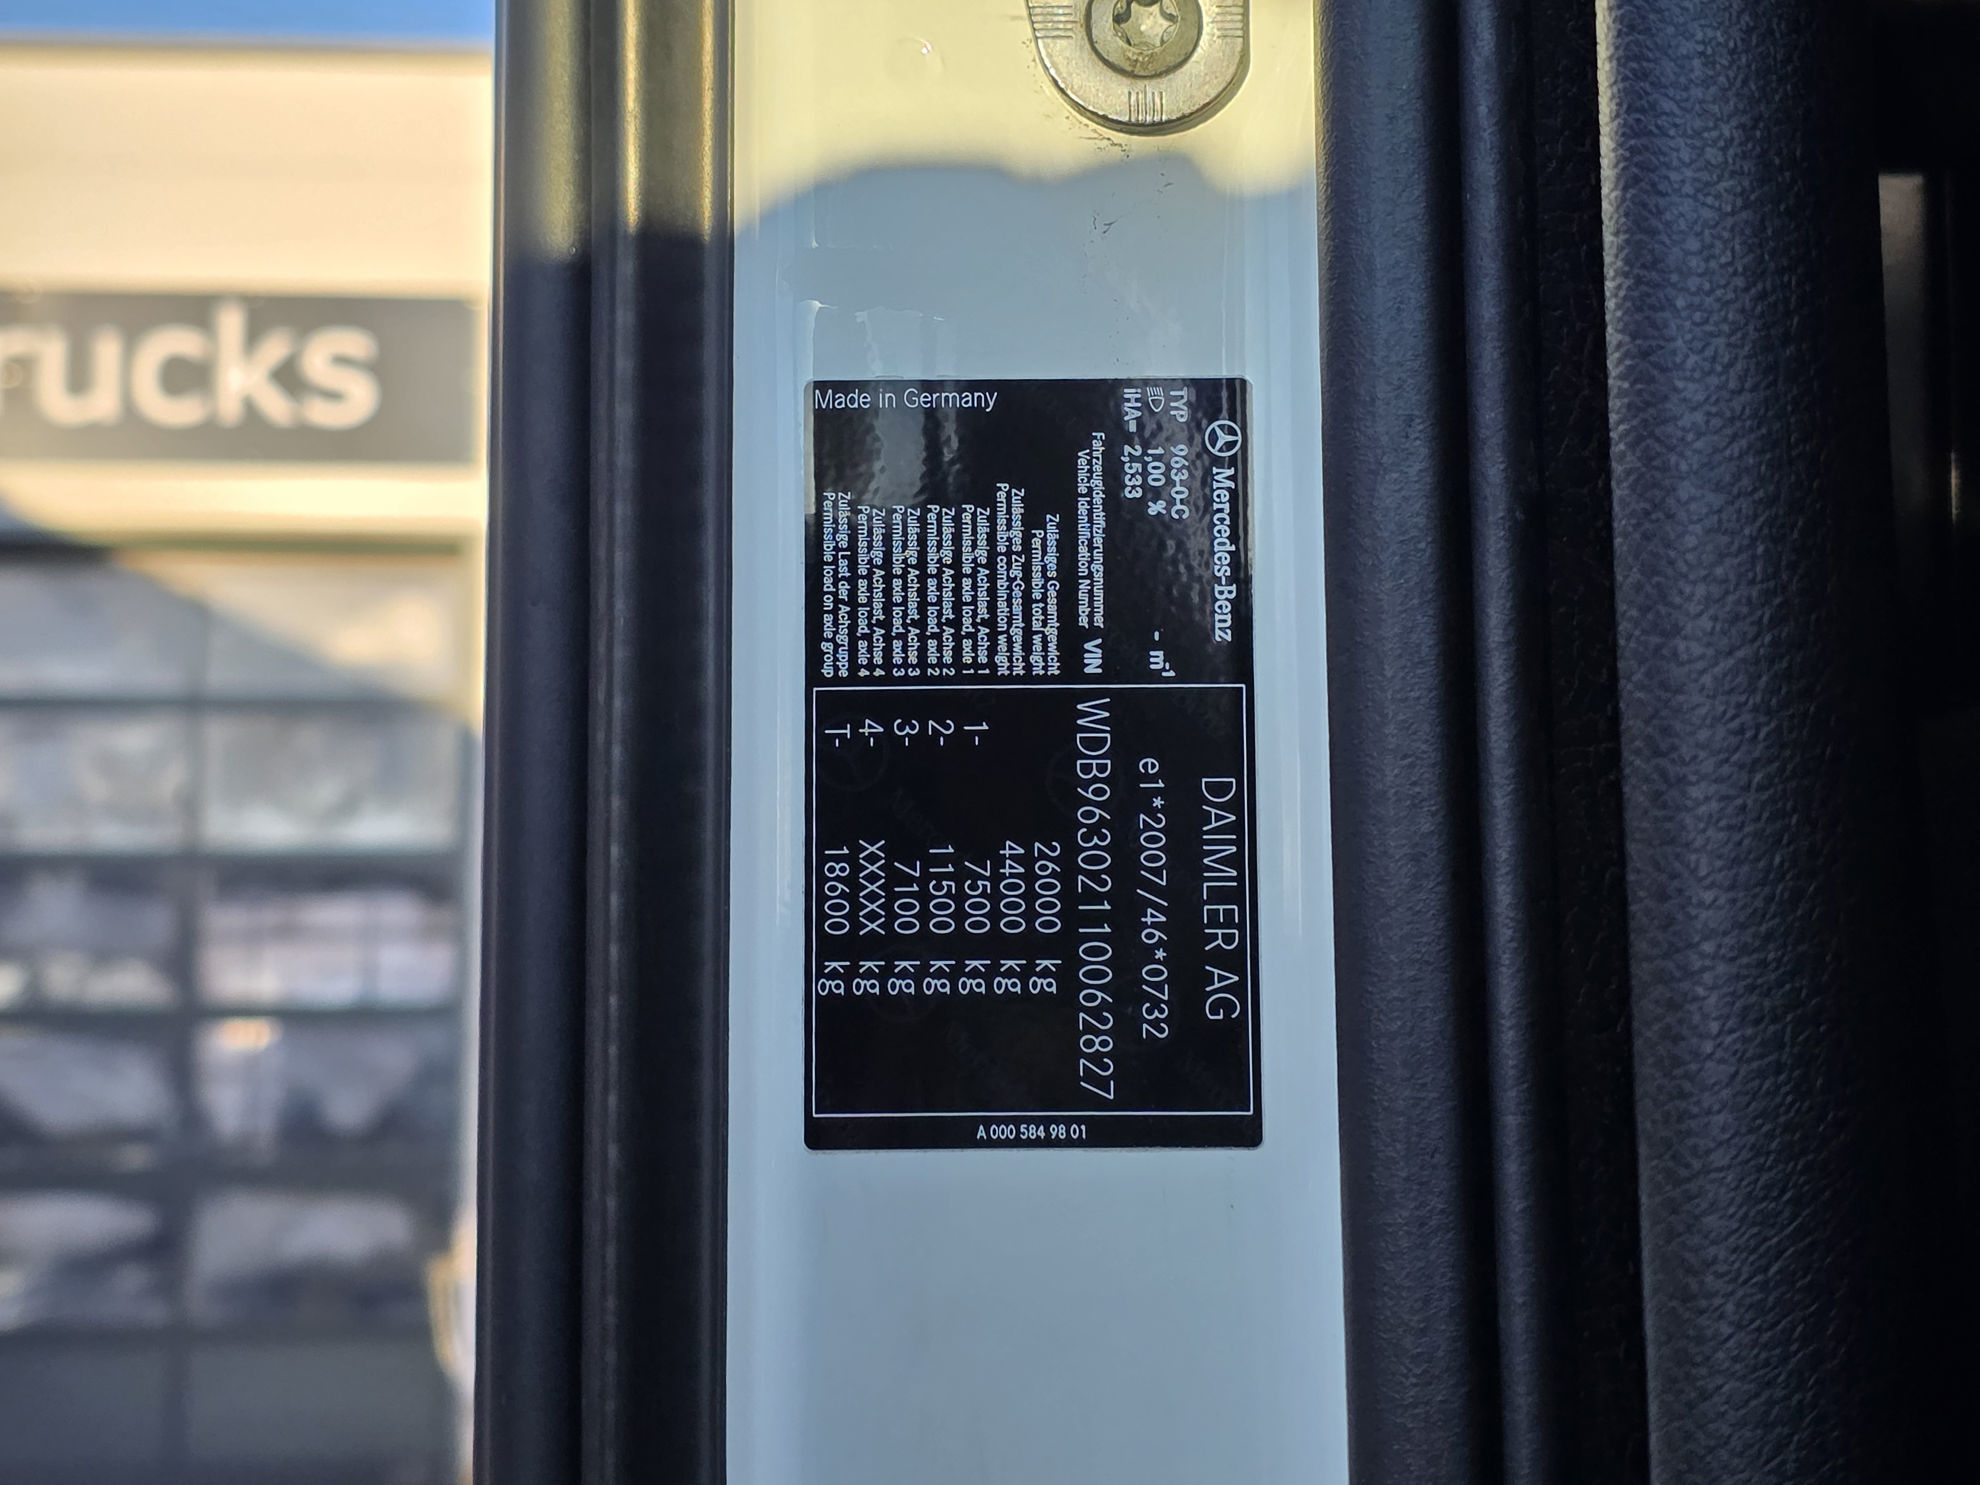 rucks
Mercedes-Benz
DAIMLER AG
TYP 963-0-C
1,00 % - m-1
e1*2007/46*0732
iHA= 2,533
Fahrzeugidentifizierungsnummer
Vehicle Identification Number VIN WDB96302110062827
Zulässiges Gesamtgewicht
Permissible total weight 26000 kg
Zulässiges Zug-Gesamtgewicht
Permissible combination weight 44000 kg
Zulässige Achslast, Achse 1
Permissible axle load, axle 1 1- 7500 kg
Zulässige Achslast, Achse 2
Permissible axle load, axle 2 2- 11500 kg
Zulässige Achslast, Achse 3
Permissible axle load, axle 3 3- 7100 kg
Zulässige Achslast, Achse 4
Permissible axle load, axle 4 4- XXXXX kg
Zulässige Last der Achsgruppe
Permissible load on axle group T- 18600 kg
Made in Germany
A 000 584 98 01